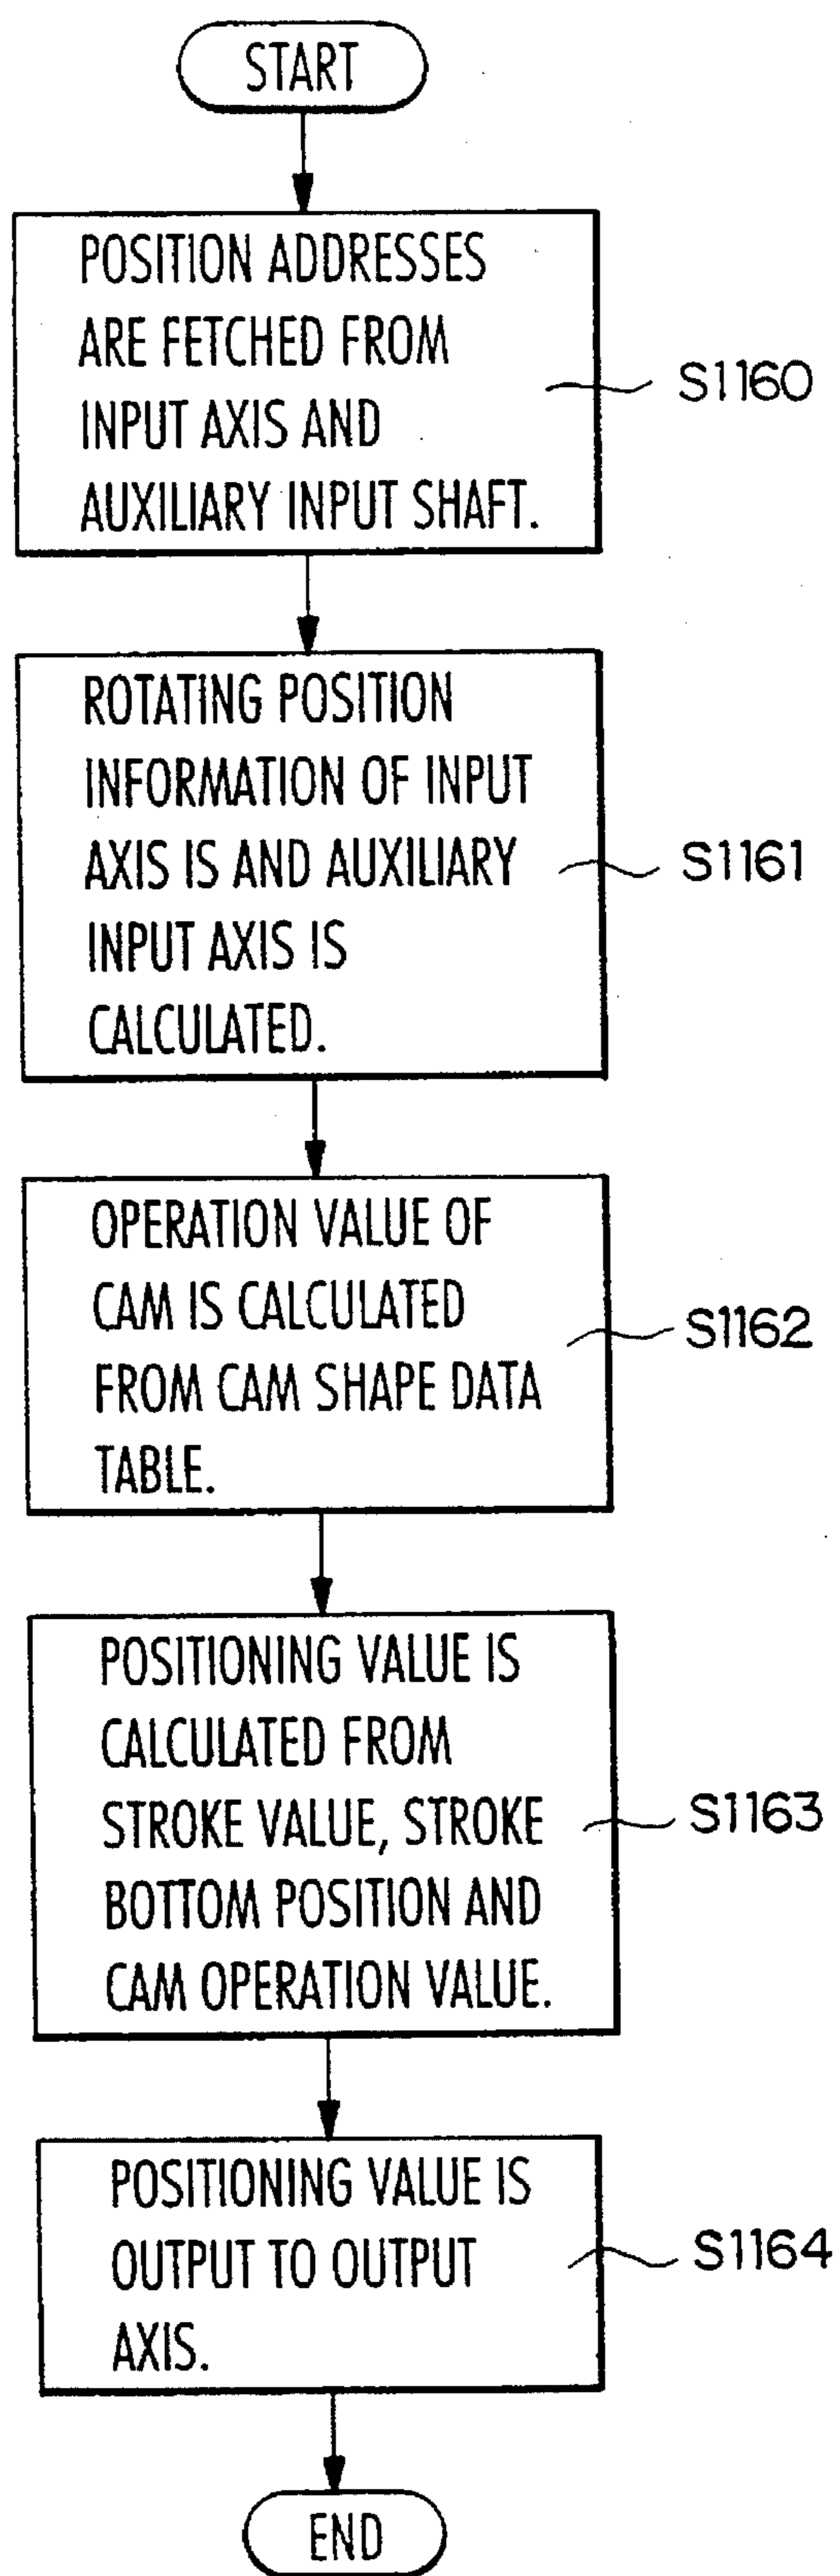 START
POSITION ADDRESSES
ARE FETCHED FROM
INPUT AXIS AND
AUXILIARY INPUT SHAFT.
S1160
ROTATING POSITION
INFORMATION OF INPUT
AXIS IS AND AUXILIARY
INPUT AXIS IS
CALCULATED.
S1161
OPERATION VALUE OF
CAM IS CALCULATED
FROM CAM SHAPE DATA
TABLE.
S1162
POSITIONING VALUE IS
CALCULATED FROM
STROKE VALUE, STROKE
BOTTOM POSITION AND
CAM OPERATION VALUE.
S1163
POSITIONING VALUE IS
OUTPUT TO OUTPUT
AXIS.
S1164
END